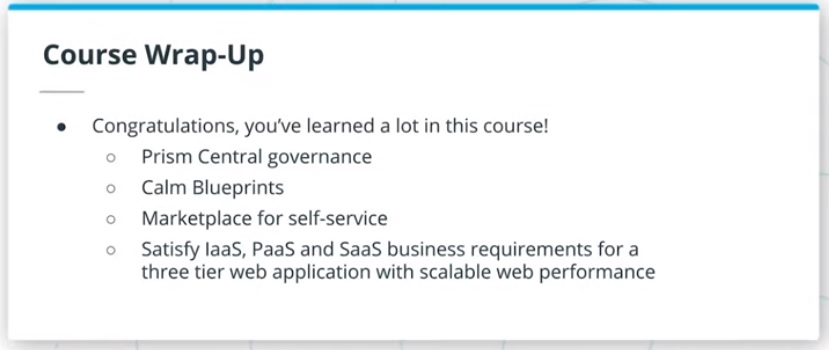 Course Wrap-Up
● Congratulations, you've learned a lot in this course!
○ Prism Central governance
○ Calm Blueprints
○ Marketplace for self-service
○ Satisfy IaaS, PaaS and SaaS business requirements for a
three tier web application with scalable web performance